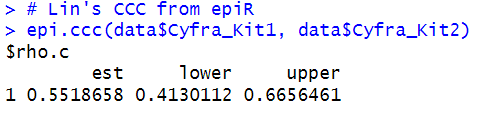 > # Lin's CCC from epiR
> epi.ccc(data$Cyfra_Kit1, data$Cyfra_Kit2)
$rho.c
        est     lower     upper
1 0.5518658 0.4130112 0.6656461